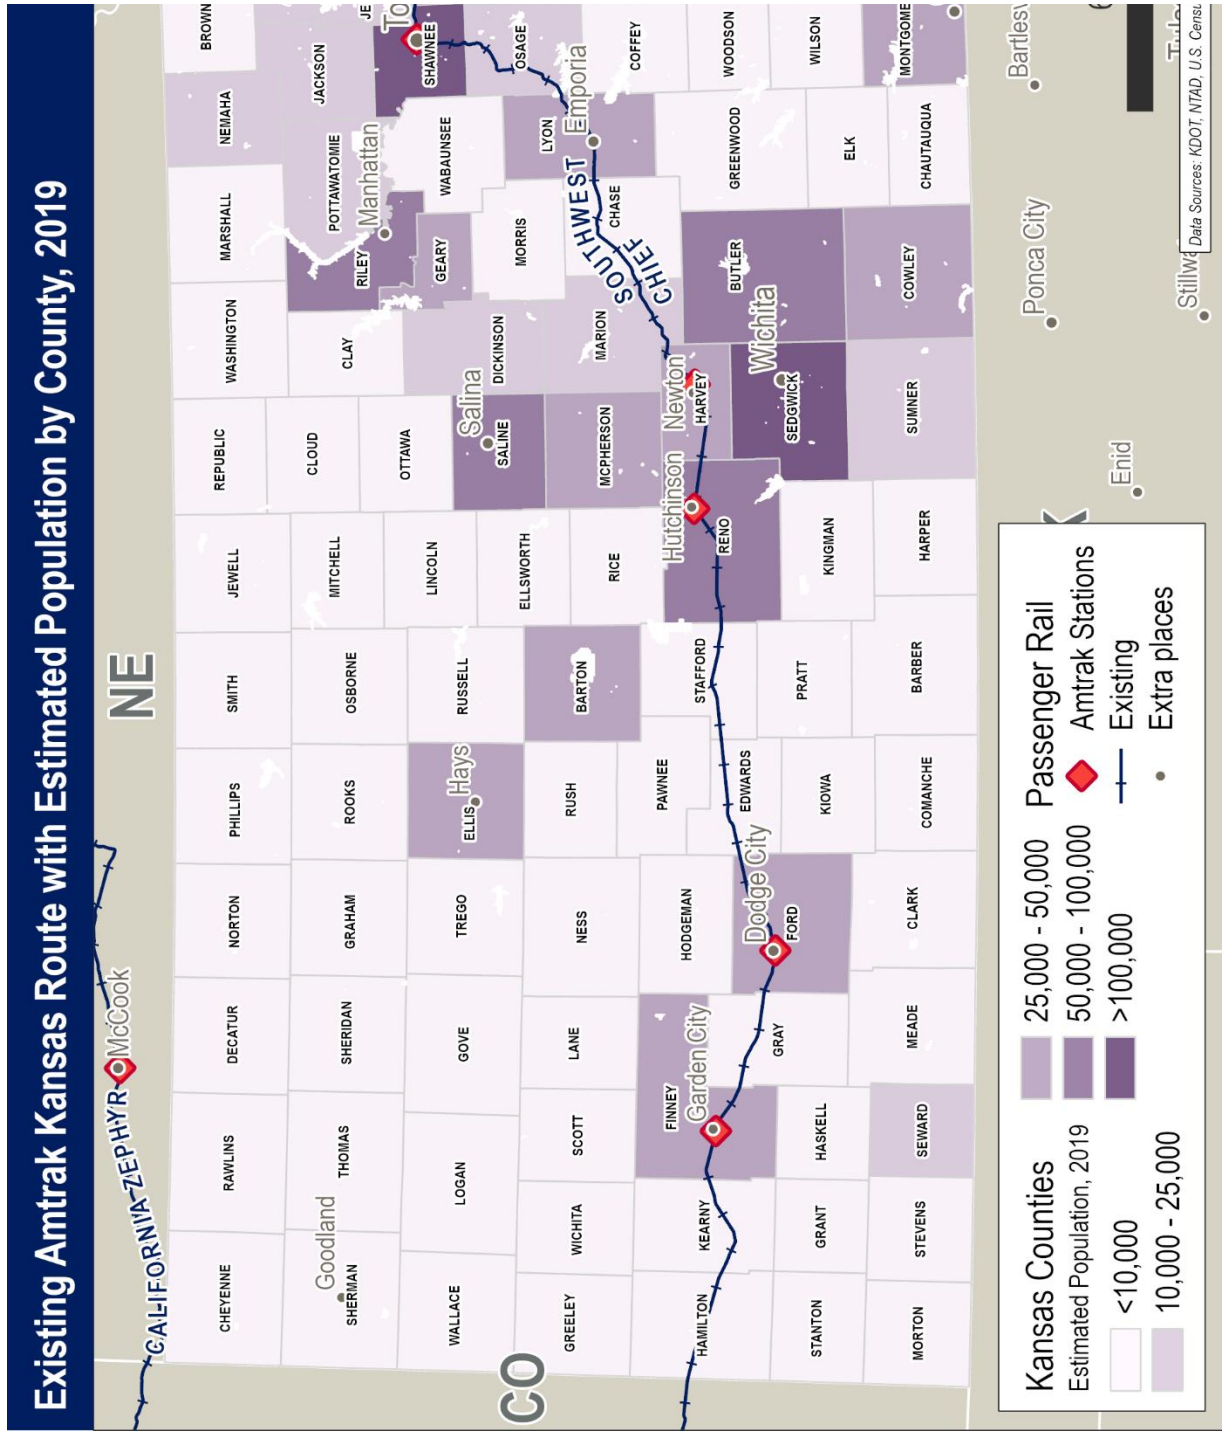 Existing Amtrak Kansas Route with Estimated Population by County, 2019
NE
CO
CALIFORNIA ZEPHYR
McCook
SOUTHWEST
CHIEF
CHEYENNE
RAWLINS
DECATUR
NORTON
PHILLIPS
SMITH
JEWELL
REPUBLIC
WASHINGTON
MARSHALL
NEMAHA
BROWN
Goodland
SHERMAN
THOMAS
SHERIDAN
GRAHAM
ROOKS
OSBORNE
MITCHELL
CLOUD
CLAY
RILEY
POTTAWATOMIE
Manhattan
JACKSON
JE
WALLACE
LOGAN
GOVE
TREGO
ELLIS
Hays
RUSSELL
LINCOLN
OTTAWA
Salina
SALINE
DICKINSON
GEARY
MORRIS
WABAUNSEE
SHAWNEE
To
OSAGE
GREELEY
WICHITA
SCOTT
LANE
NESS
RUSH
BARTON
ELLSWORTH
RICE
MCPHERSON
MARION
CHASE
LYON
Emporia
COFFEY
HAMILTON
KEARNY
FINNEY
Garden City
GRAY
HODGEMAN
Dodge City
FORD
PAWNEE
EDWARDS
STAFFORD
Hutchinson
RENO
Newton
HARVEY
BUTLER
GREENWOOD
WOODSON
STANTON
GRANT
HASKELL
KIOWA
PRATT
KINGMAN
Wichita
SEDGWICK
ELK
WILSON
MORTON
STEVENS
SEWARD
MEADE
CLARK
COMANCHE
BARBER
HARPER
SUMNER
COWLEY
CHAUTAUQUA
MONTGOME
Enid
Ponca City
Bartlesv
Stillwa
Kansas Counties
Estimated Population, 2019
<10,000
10,000 - 25,000
25,000 - 50,000
50,000 - 100,000
>100,000
Passenger Rail
Amtrak Stations
Existing
Extra places
Data Sources: KDOT, NTAD, U.S. Censu